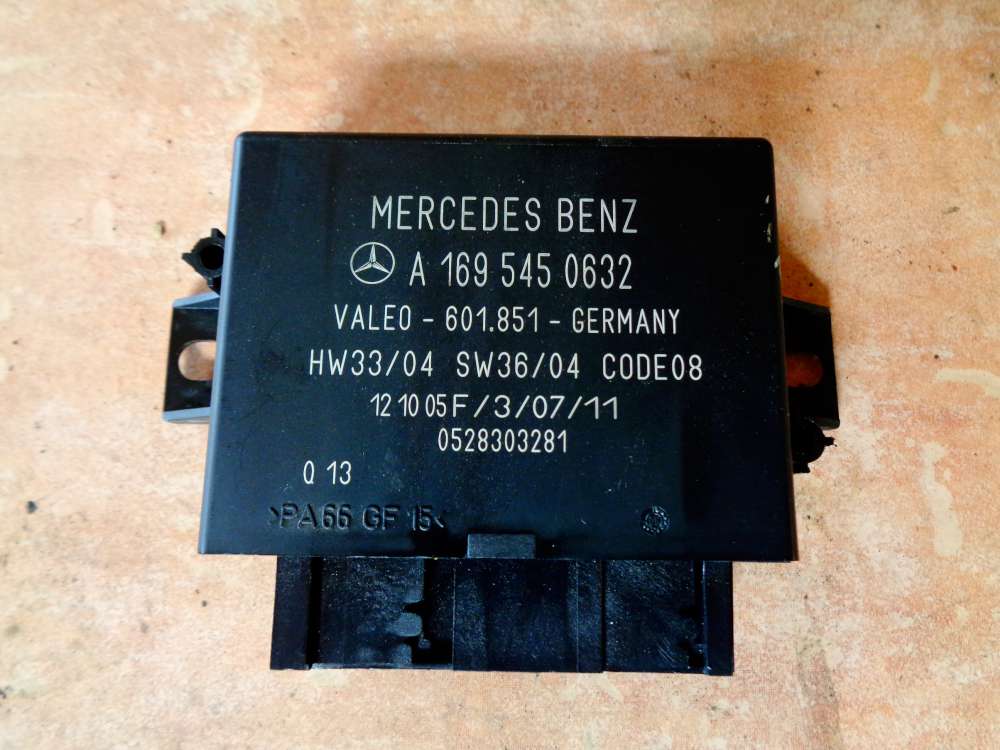 MERCEDES BENZ
A 169 545 0632
VALEO - 601.851 - GERMANY
HW33/04 SW36/04 CODE08
12 10 05 F/3/07/11
0528303281
Q 13
>PA66 GF 15<